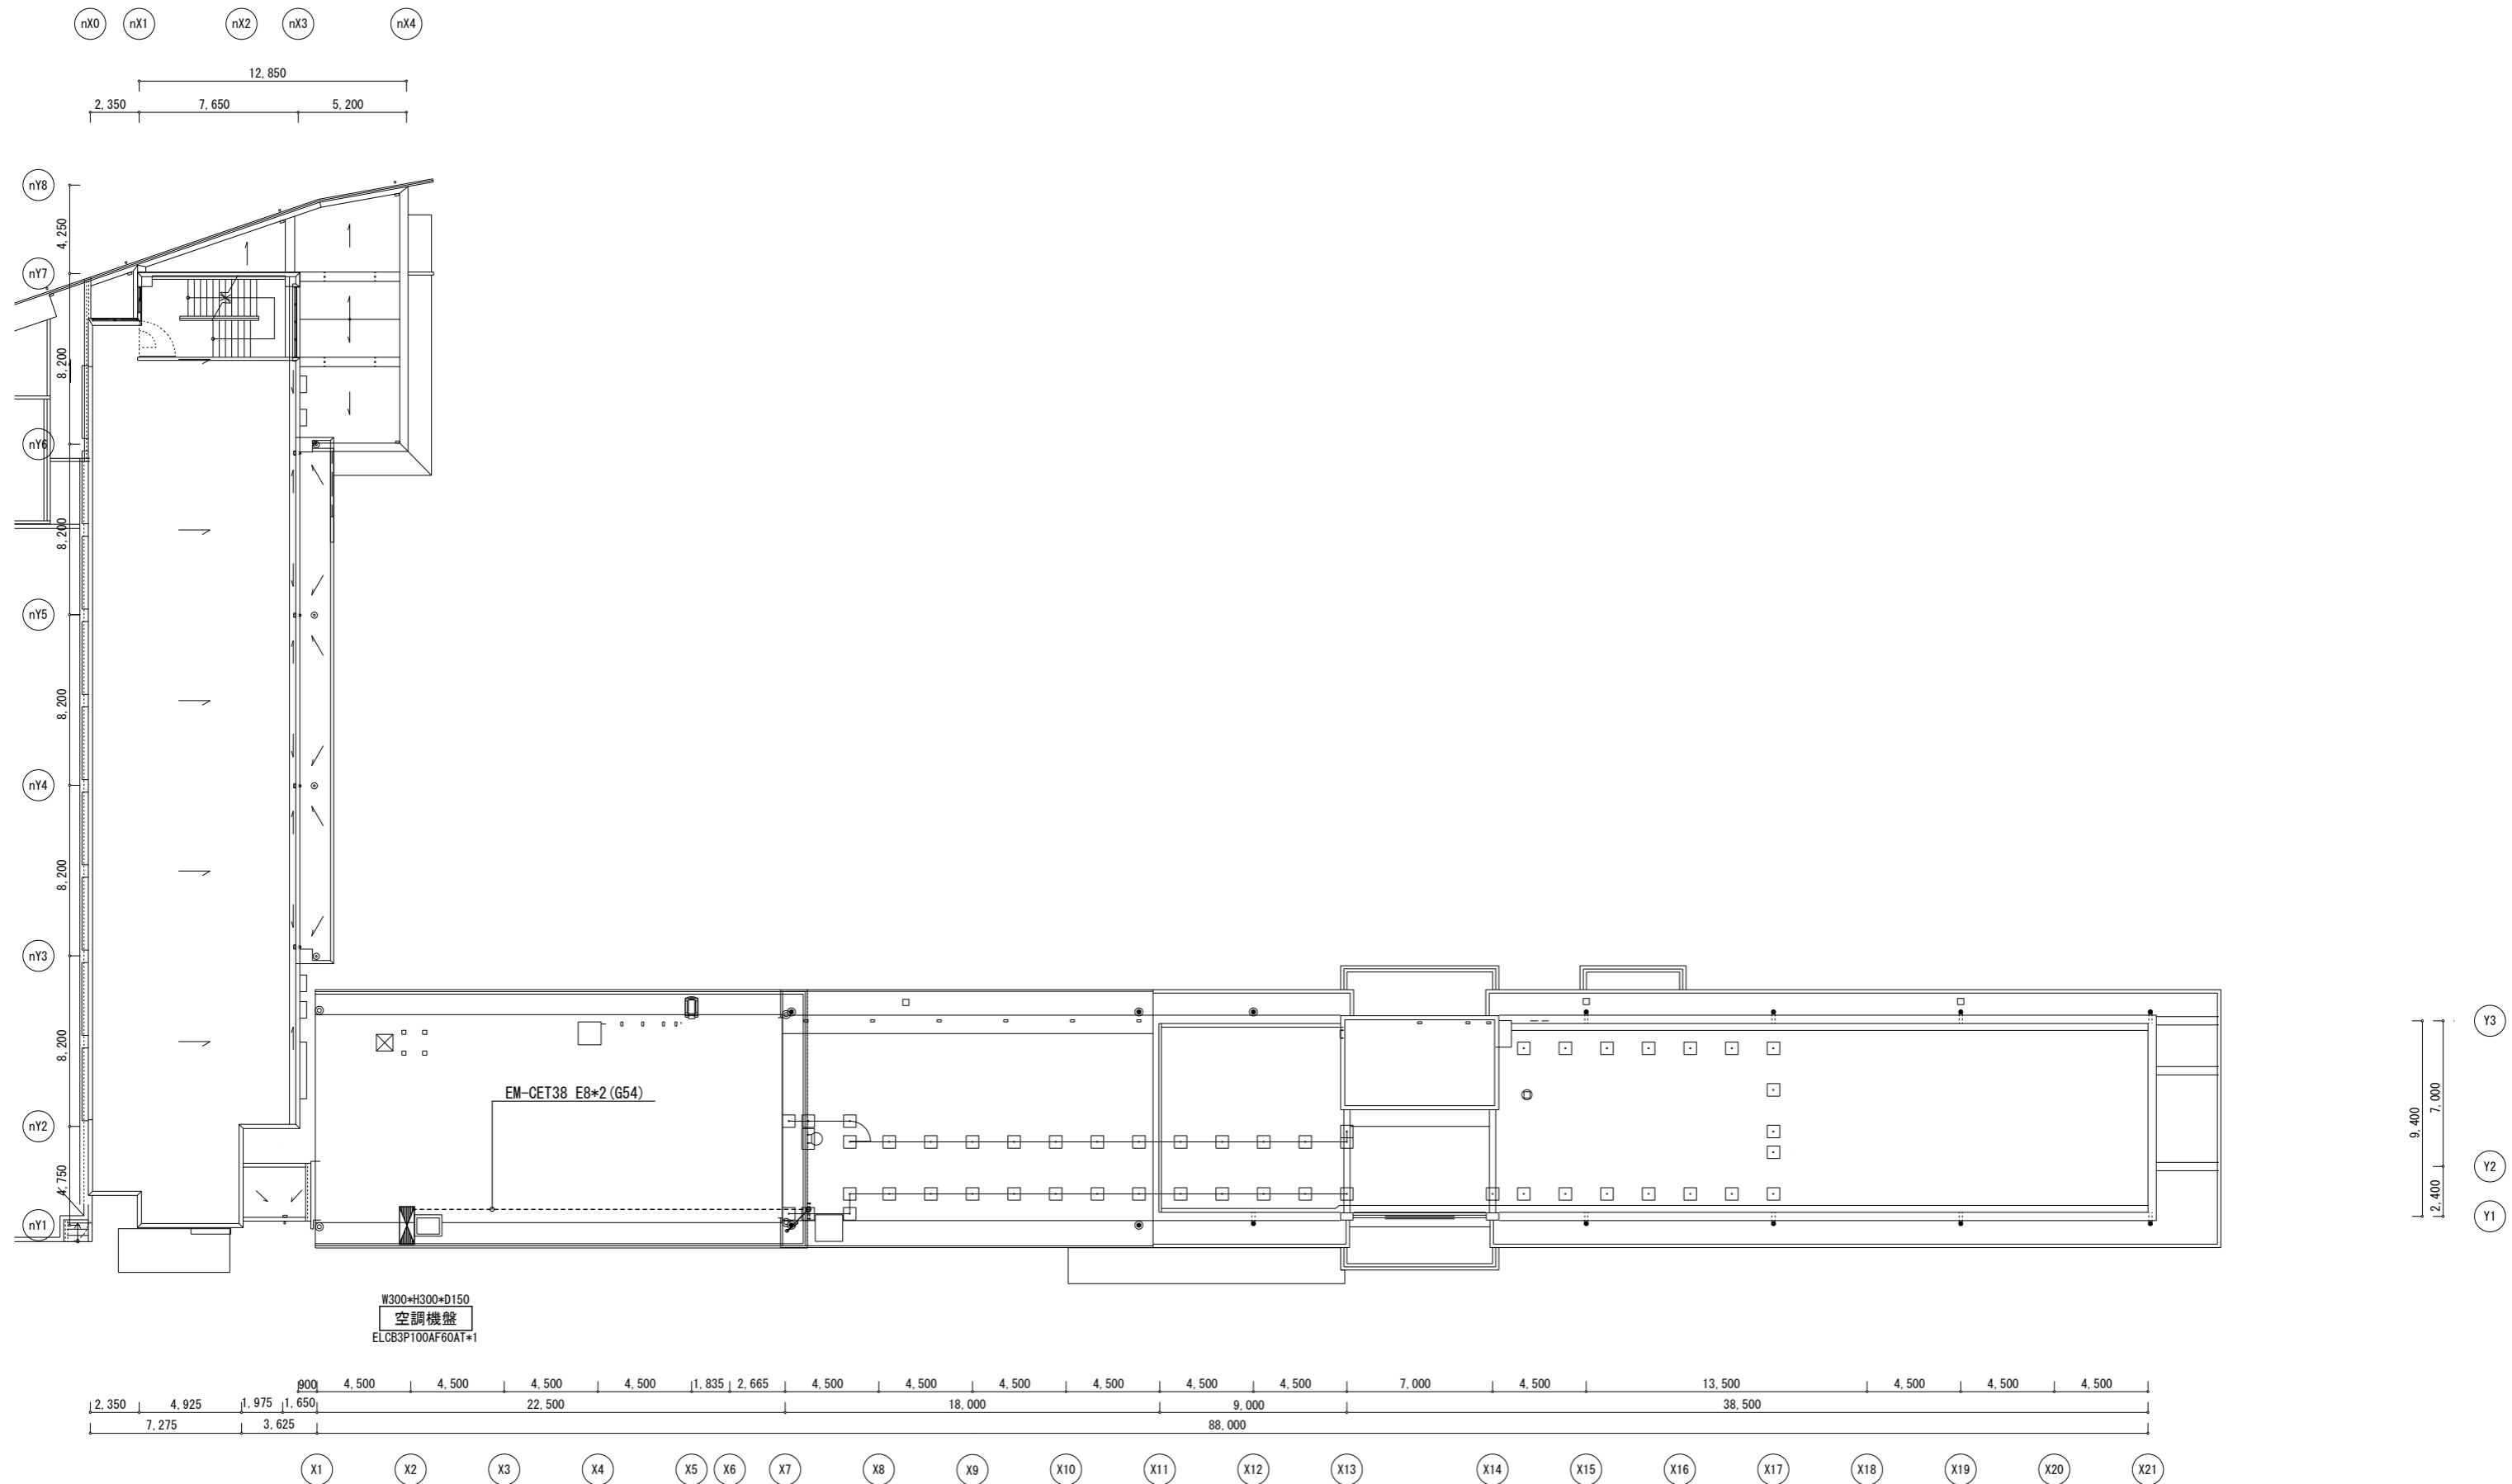 nX0 nX1 nX2 nX3 nX4
12,850
2,350 7,650 5,200
nY8
4,250
nY7
8,200
nY6
8,200
nY5
8,200
nY4
8,200
nY3
8,200
nY2
4,750
nY1
EM-CET38 E8*2(G54)
Y3
7,000
9,400
Y2
2,400
Y1
W300*H300*D150
空調機盤
ELCB3P100AF60AT*1
900 4,500 4,500 4,500 4,500 1,835 2,665 4,500 4,500 4,500 4,500 4,500 4,500 7,000 4,500 13,500 4,500 4,500 4,500
2,350 4,925 1,975 1,650 22,500 18,000 9,000 38,500
7,275 3,625 88,000
X1 X2 X3 X4 X5 X6 X7 X8 X9 X10 X11 X12 X13 X14 X15 X16 X17 X18 X19 X20 X21